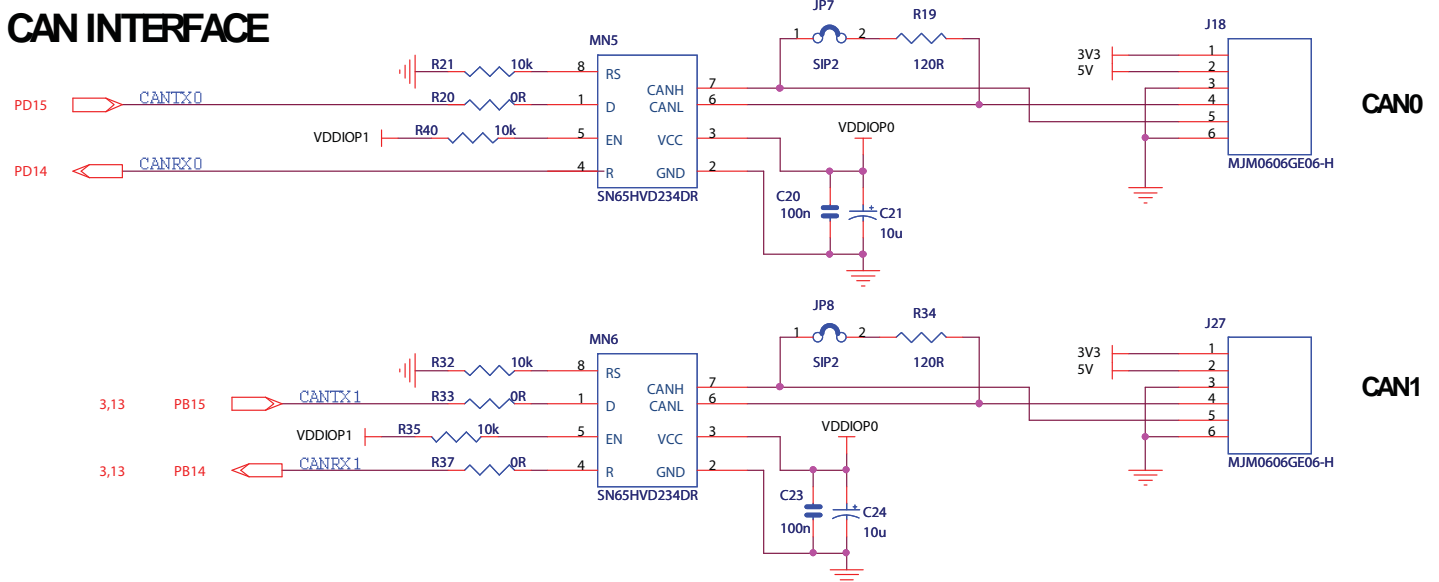 CAN INTERFACE
JP7
R19
J18
MN5
1 2
3V3 1
R21 10k 8 RS
SIP2 120R
5V 2
CANH 7
3
PD15 CANTX0 R20 0R 1 D
CANL 6
4
CAN0
5
VDDIOP1 R40 10k 5 EN VCC 3
VDDIOP0
6
MJM0606GE06-H
PD14 CANRX0 4 R GND 2
SN65HVD234DR
C20
100n
C21
10u
JP8
R34
J27
MN6
1 2
3V3 1
R32 10k 8 RS
SIP2 120R
5V 2
CANH 7
3
CAN1
3,13 PB15 CANTX1 R33 0R 1 D
CANL 6
4
5
VDDIOP1 R35 10k 5 EN VCC 3
VDDIOP0
6
MJM0606GE06-H
3,13 PB14 CANRX1 R37 0R 4 R GND 2
SN65HVD234DR
C23
100n
C24
10u